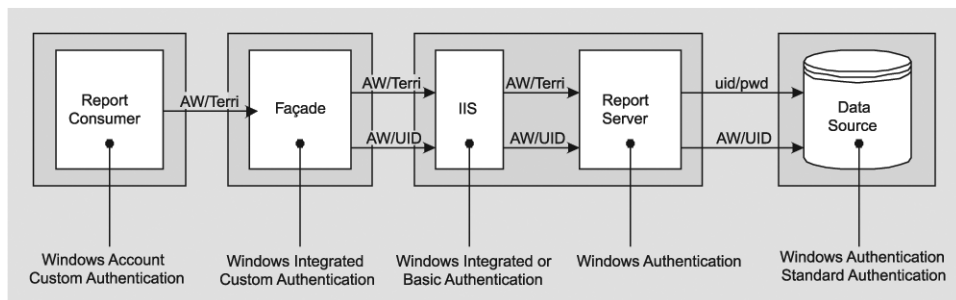 AW/Terri
AW/Terri
AW/Terri
uid/pwd
Report
Consumer
Façade
IIS
Report
Server
Data
Source
AW/UID
AW/UID
AW/UID
Windows Account
Custom Authentication
Windows Integrated
Custom Authentication
Windows Integrated or
Basic Authentication
Windows Authentication
Windows Authentication
Standard Authentication